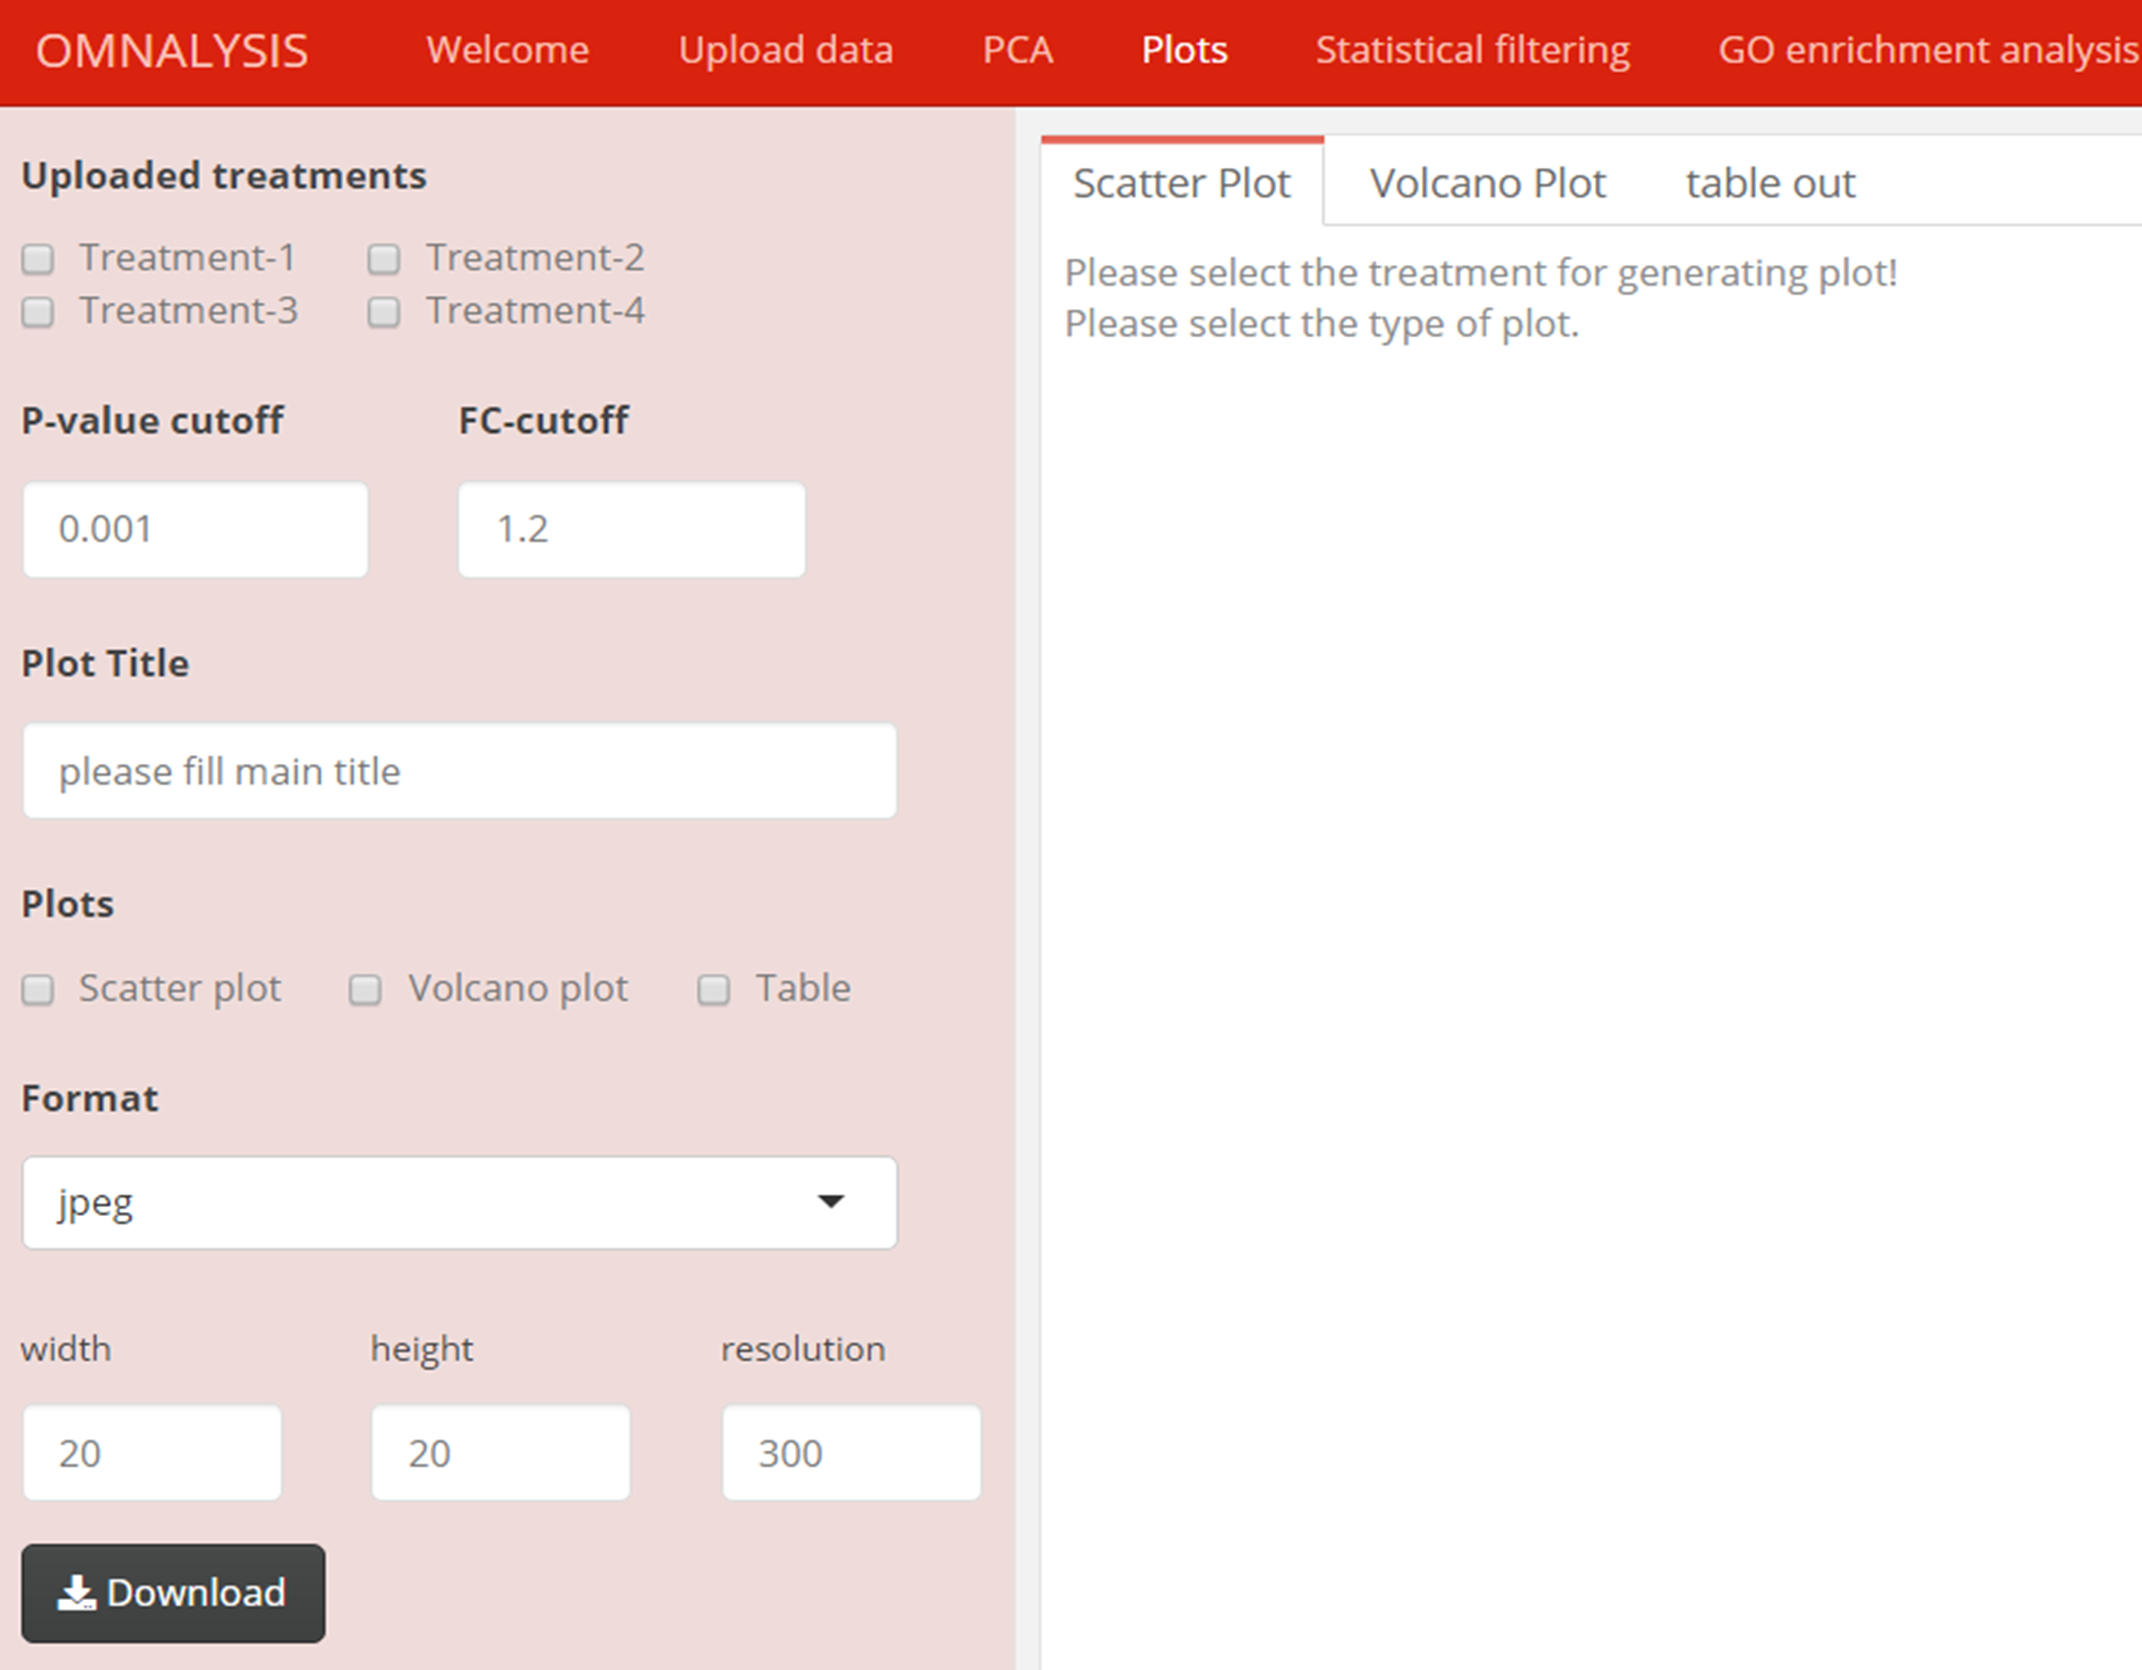 OMNALYSIS Welcome Upload data PCA Plots Statistical filtering GO enrichment analysis
Uploaded treatments
Treatment-1 Treatment-2
Treatment-3 Treatment-4
P-value cutoff FC-cutoff
0.001 1.2
Plot Title
please fill main title
Plots
Scatter plot Volcano plot Table
Format
jpeg
width height resolution
20 20 300
Download
Scatter Plot Volcano Plot table out
Please select the treatment for generating plot!
Please select the type of plot.